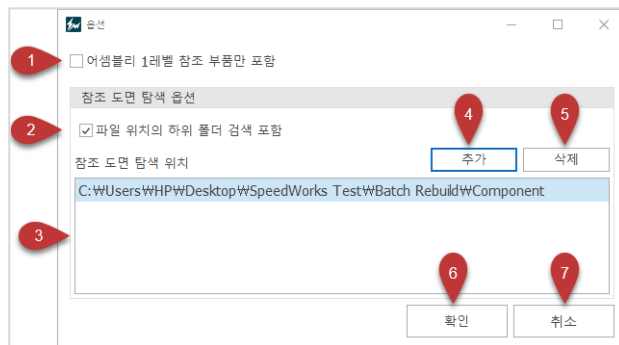 옵션
1
어셈블리 1레벨 참조 부품만 포함
참조 도면 탐색 옵션
4
5
2
파일 위치의 하위 폴더 검색 포함
참조 도면 탐색 위치
추가
삭제
C:₩Users₩HP₩Desktop₩SpeedWorks Test₩Batch Rebuild₩Component
3
6
7
확인
취소